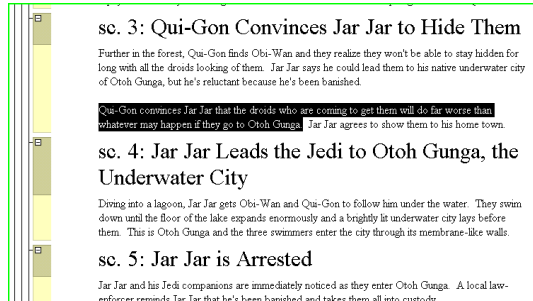 sc. 3: Qui-Gon Convinces Jar Jar to Hide Them
Further in the forest, Qui-Gon finds Obi-Wan and they realize they won't be able to stay hidden for
long with all the droids looking of them. Jar Jar says he could lead them to his native underwater city
of Otoh Gunga, but he's reluctant because he's been banished.
Qui-Gon convinces Jar Jar that the droids who are coming to get them will do far worse than
whatever may happen if they go to Otoh Gunga. Jar Jar agrees to show them to his home town.
sc. 4: Jar Jar Leads the Jedi to Otoh Gunga, the
Underwater City
Diving into a lagoon, Jar Jar gets Obi-Wan and Qui-Gon to follow him under the water. They swim
down until the floor of the lake expands enormously and a brightly lit underwater city lays before
them. This is Otoh Gunga and the three swimmers enter the city through its membrane-like walls.
sc. 5: Jar Jar is Arrested
Jar Jar and his Jedi companions are immediately noticed as they enter Otoh Gunga. A local law-
enforcer reminds Jar Jar that he's been banished and takes them all into custody.